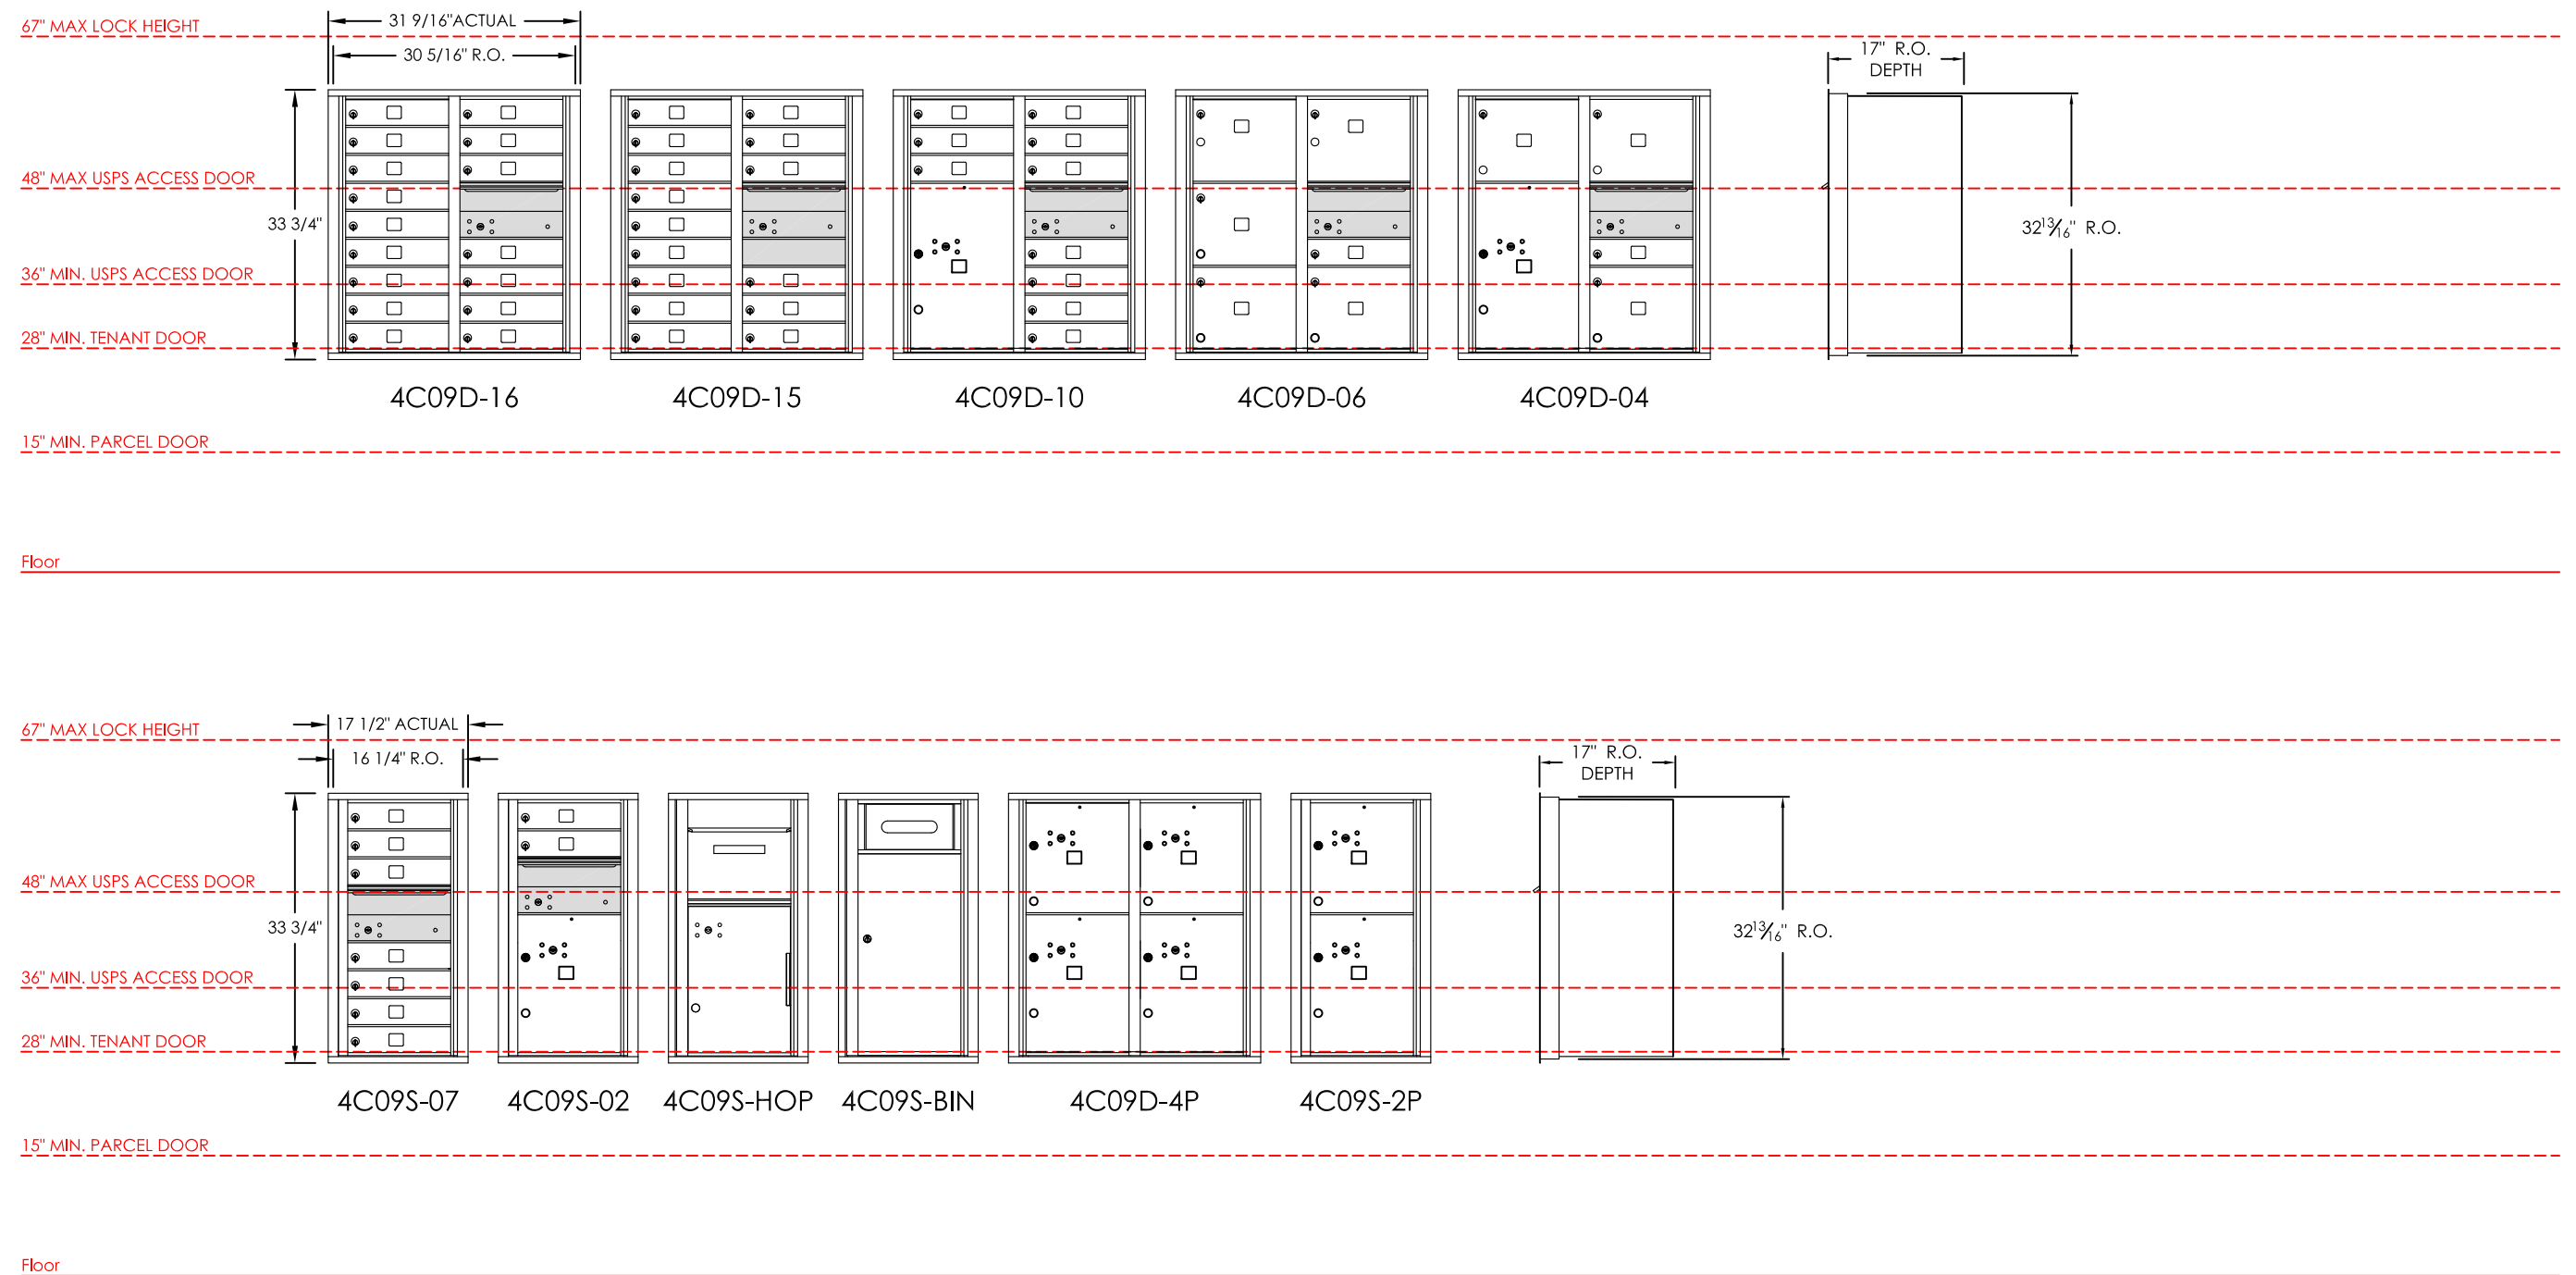 67" MAX LOCK HEIGHT
31 9/16"ACTUAL
30 5/16" R.O.
17" R.O.
DEPTH
48" MAX USPS ACCESS DOOR
33 3/4"
32 13/16" R.O.
36" MIN. USPS ACCESS DOOR
28" MIN. TENANT DOOR
4C09D-16
4C09D-15
4C09D-10
4C09D-06
4C09D-04
15" MIN. PARCEL DOOR
Floor
67" MAX LOCK HEIGHT
17 1/2" ACTUAL
16 1/4" R.O.
17" R.O.
DEPTH
48" MAX USPS ACCESS DOOR
33 3/4"
32 13/16" R.O.
36" MIN. USPS ACCESS DOOR
28" MIN. TENANT DOOR
4C09S-07
4C09S-02
4C09S-HOP
4C09S-BIN
4C09D-4P
4C09S-2P
15" MIN. PARCEL DOOR
Floor